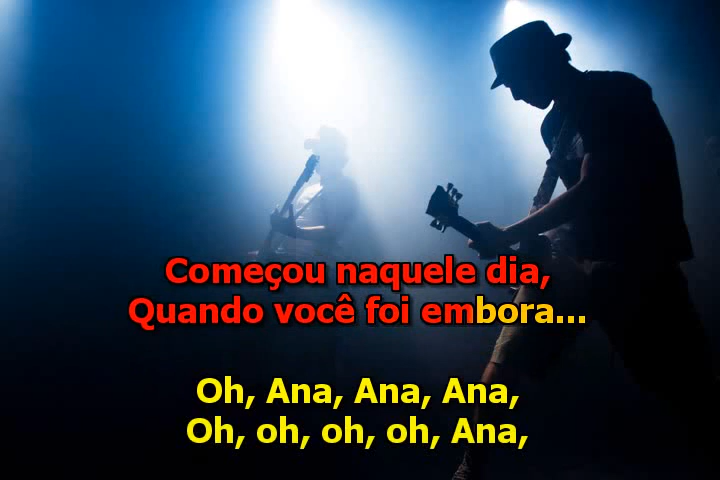 Começou naquele dia,
Quando você foi embora...
Oh, Ana, Ana, Ana,
Oh, oh, oh, oh, Ana,